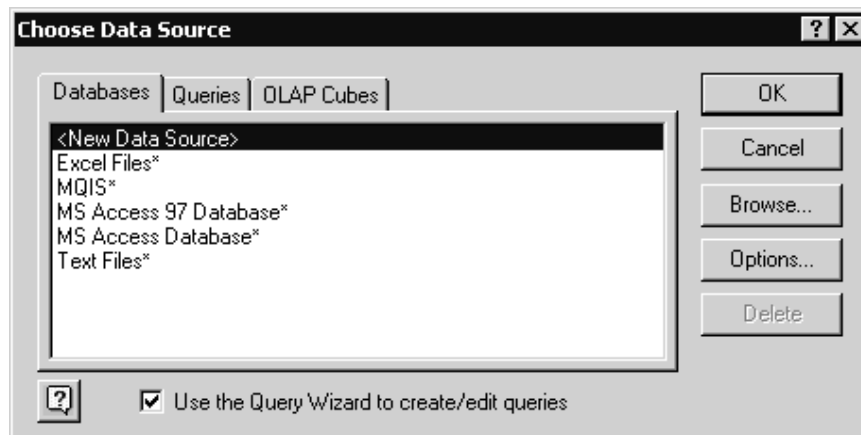 Choose Data Source
Databases Queries OLAP Cubes
<New Data Source>
Excel Files*
MQIS*
MS Access 97 Database*
MS Access Database*
Text Files*
OK
Cancel
Browse...
Options...
Delete
Use the Query Wizard to create/edit queries